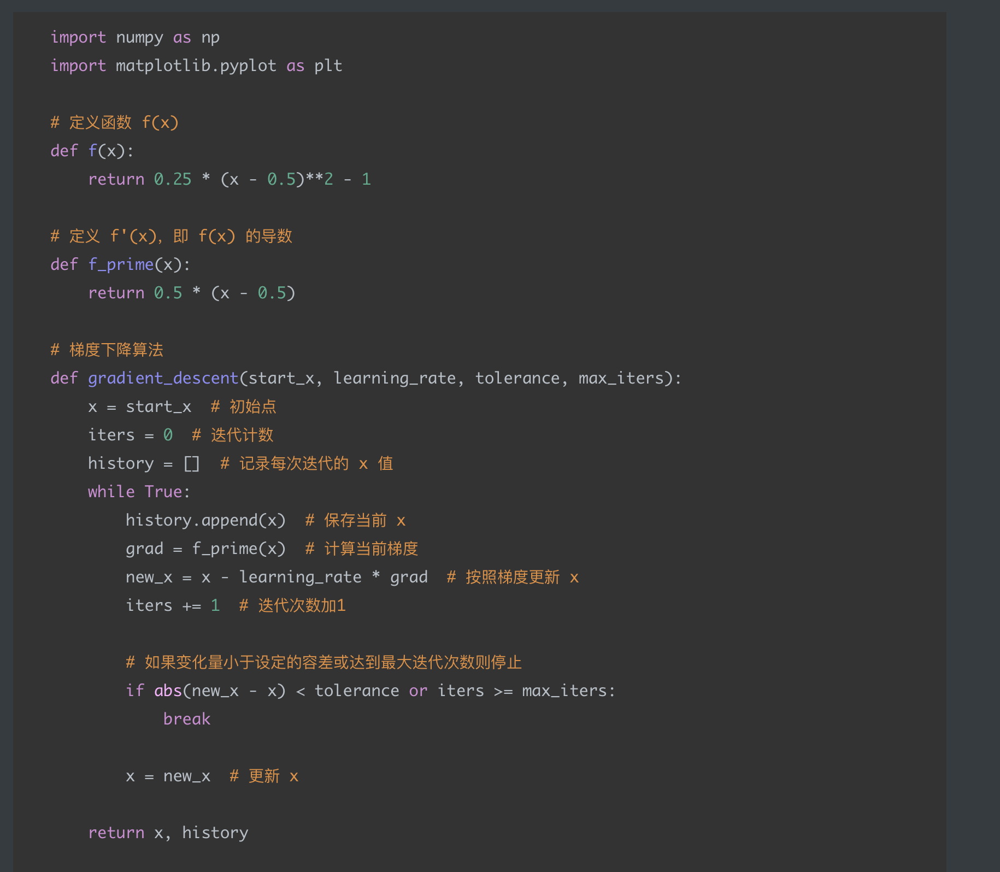 import numpy as np
import matplotlib.pyplot as plt
# 定义函数 f(x)
def f(x):
    return 0.25 * (x - 0.5)**2 - 1
# 定义 f'(x), 即 f(x) 的导数
def f_prime(x):
    return 0.5 * (x - 0.5)
# 梯度下降算法
def gradient_descent(start_x, learning_rate, tolerance, max_iters):
    x = start_x  # 初始点
    iters = 0  # 迭代计数
    history = []  # 记录每次迭代的 x 值
    while True:
        history.append(x)  # 保存当前 x
        grad = f_prime(x)  # 计算当前梯度
        new_x = x - learning_rate * grad  # 按照梯度更新 x
        iters += 1  # 迭代次数加1
        # 如果变化量小于设定的容差或达到最大迭代次数则停止
        if abs(new_x - x) < tolerance or iters >= max_iters:
            break
        x = new_x  # 更新 x
    return x, history